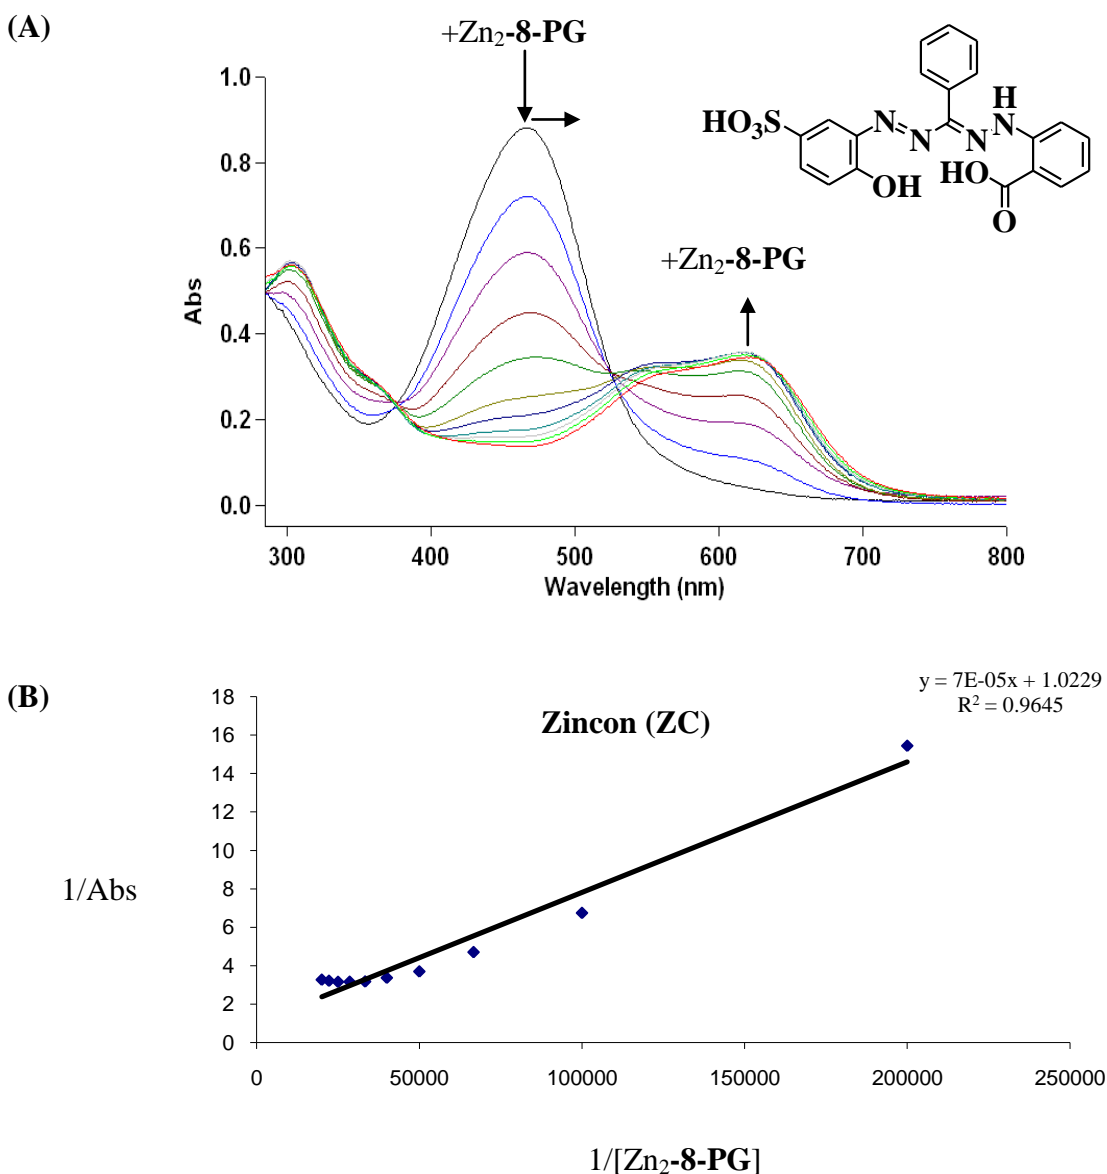 (A)
+Zn₂-8-PG
1.0
0.8
0.6
0.4
0.2
0.0
Abs
300 400 500 600 700 800
Wavelength (nm)
+Zn₂-8-PG
HO₃S
N
N
N
N
H
OH
HO
O
(B)
y = 7E-05x + 1.0229
R² = 0.9645
Zincon (ZC)
18
16
14
12
10
8
6
4
2
0
1/Abs
0 50000 100000 150000 200000 250000
1/[Zn₂-8-PG]